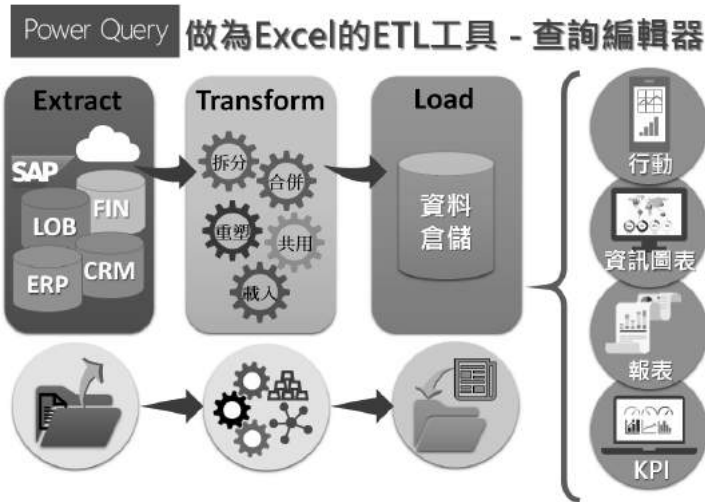 Power Query 做為Excel的ETL工具 - 查詢編輯器
Extract
Transform
Load
SAP
LOB
FIN
ERP
CRM
拆分
合併
重塑
共用
載入
資料
倉儲
行動
資訊圖表
報表
KPI